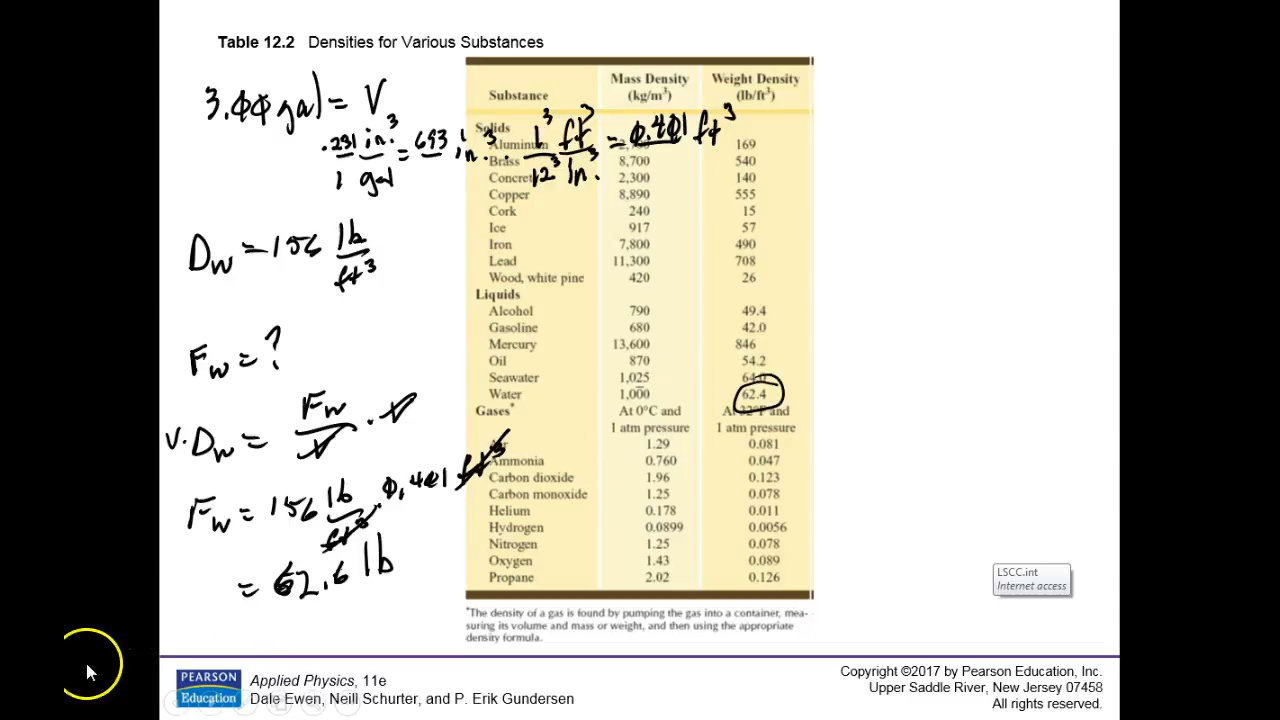 Table 12.2 Densities for Various Substances
3.00 gal = V
· 231 in.³ / 1 gal = 693 in.³ · 1³ ft³ / 12³ in.³ = 0.401 ft³
D_w = 156 lb/ft³
F_w = ?
V · D_w = F_w / V · V
F_w = 156 lb/ft³ · 0.401 ft³
= 62.6 lb
Substance Mass Density (kg/m³) Weight Density (lb/ft³)
Solids
Aluminum 169
Brass 8,700 540
Concrete 2,300 140
Copper 8,890 555
Cork 240 15
Ice 917 57
Iron 7,800 490
Lead 11,300 708
Wood, white pine 420 26
Liquids
Alcohol 790 49.4
Gasoline 680 42.0
Mercury 13,600 846
Oil 870 54.2
Seawater 1,025
Water 1,000 62.4
Gases* At 0°C and 1 atm pressure At 32°F and 1 atm pressure
Air 1.29 0.081
Ammonia 0.760 0.047
Carbon dioxide 1.96 0.123
Carbon monoxide 1.25 0.078
Helium 0.178 0.011
Hydrogen 0.0899 0.0056
Nitrogen 1.25 0.078
Oxygen 1.43 0.089
Propane 2.02 0.126
*The density of a gas is found by pumping the gas into a container, mea-
suring its volume and mass or weight, and then using the appropriate
density formula.
LSCC.int
Internet access
PEARSON
Education
Applied Physics, 11e
Dale Ewen, Neill Schurter, and P. Erik Gundersen
Copyright ©2017 by Pearson Education, Inc.
Upper Saddle River, New Jersey 07458
All rights reserved.